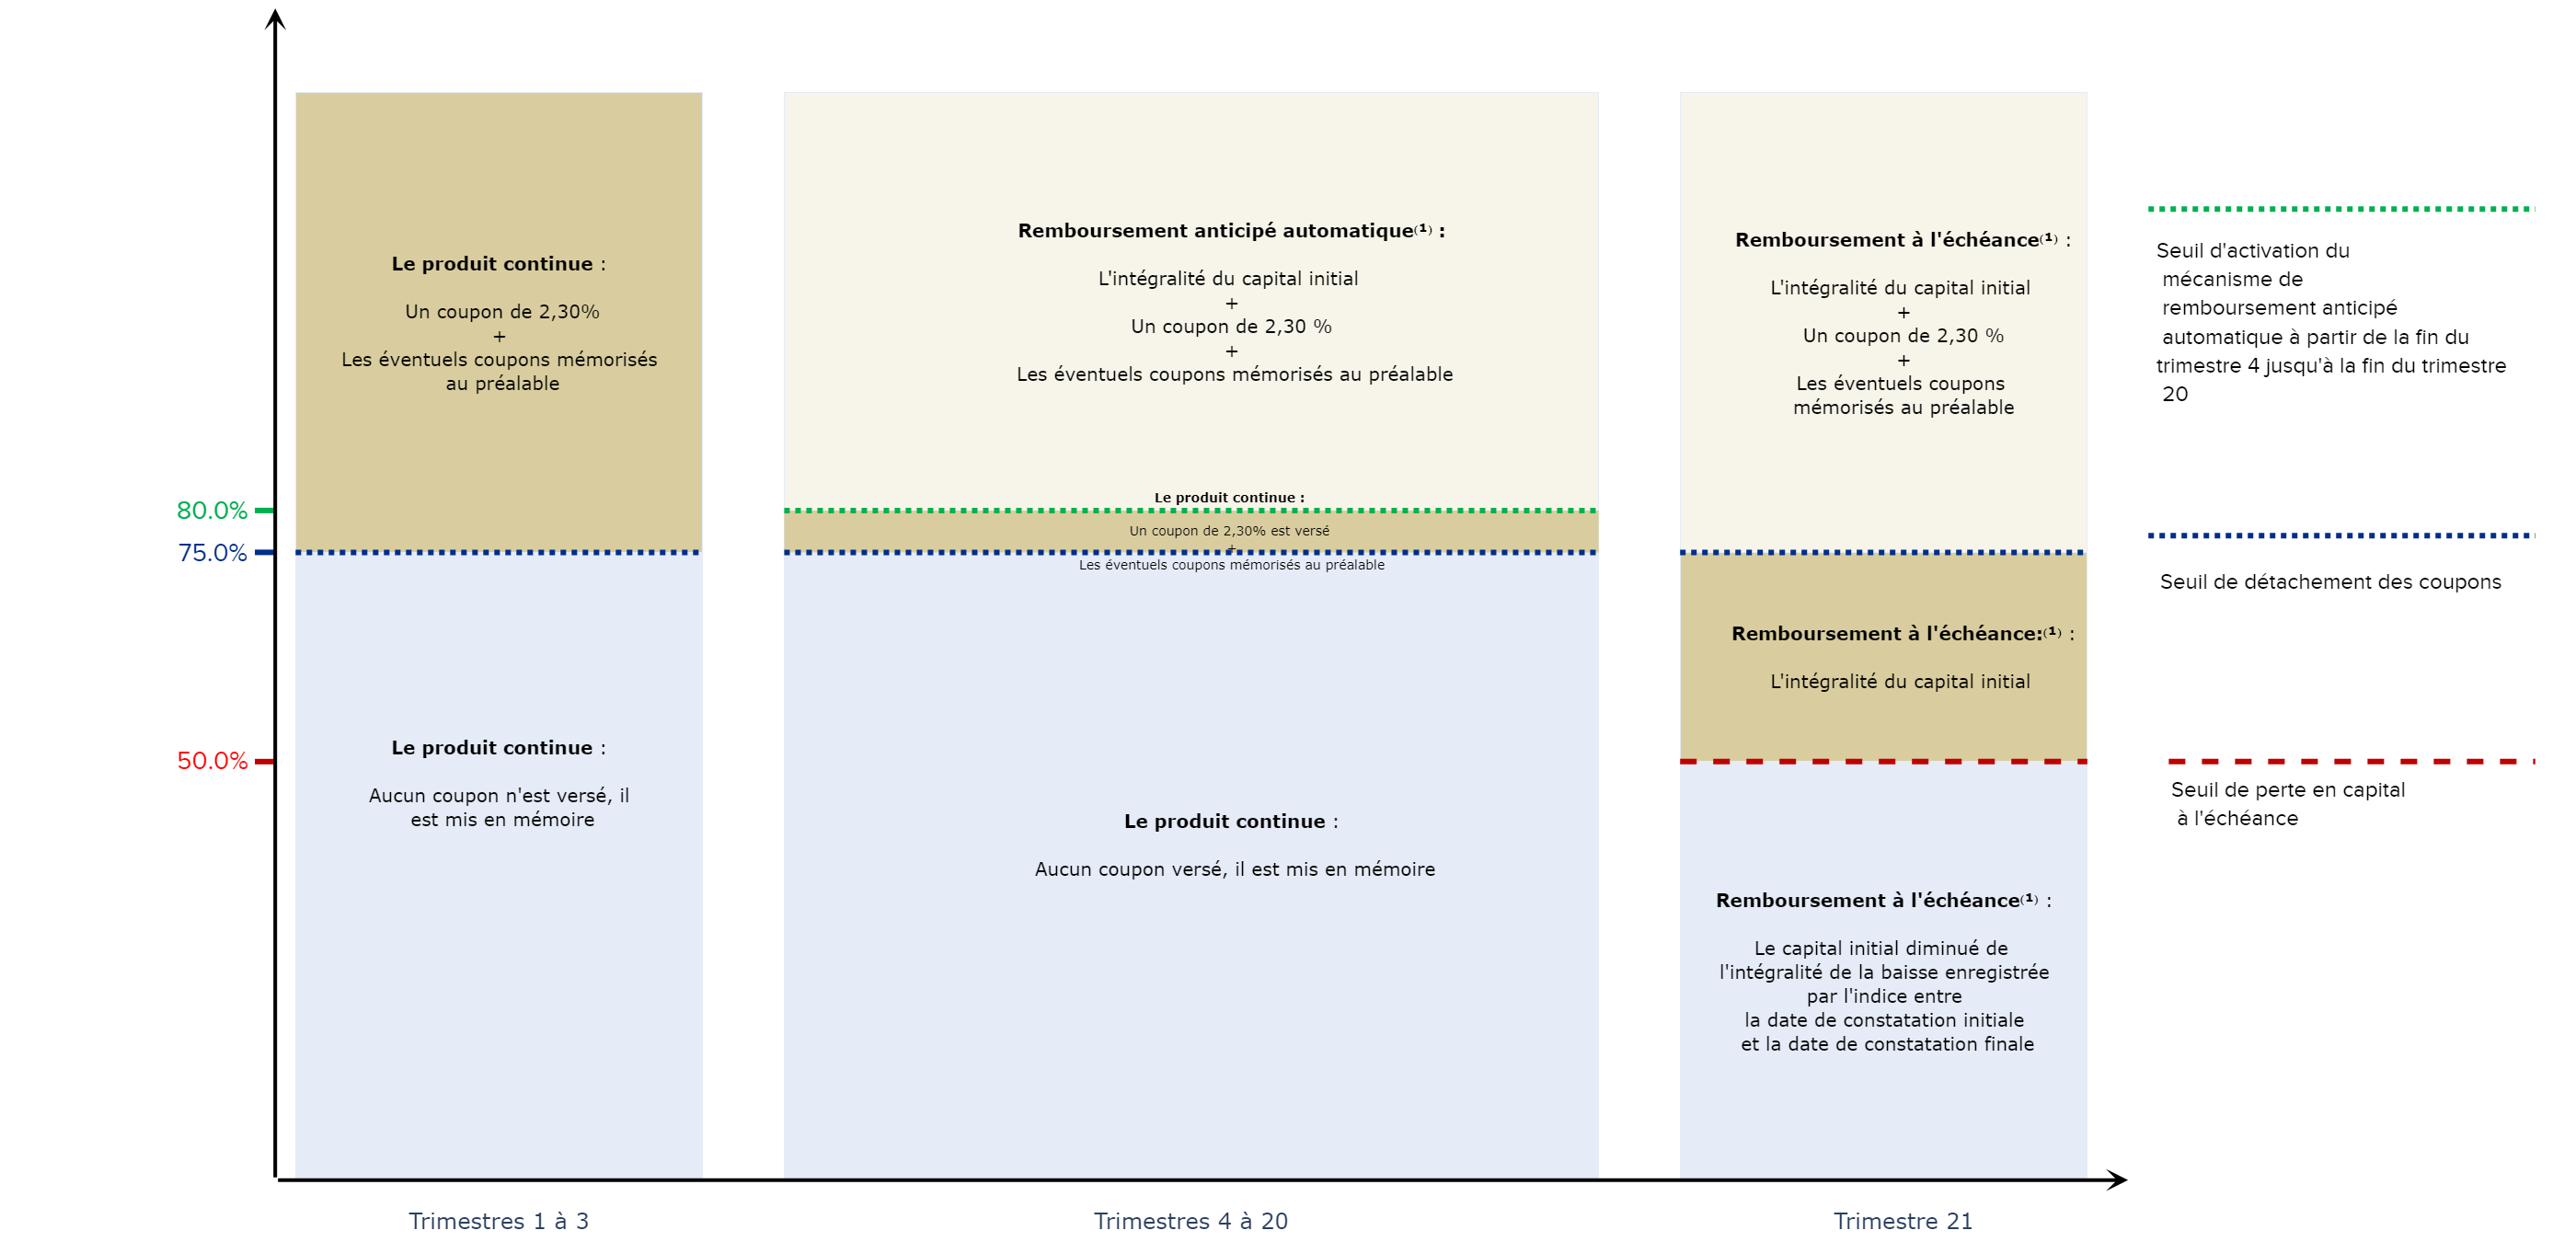 Le produit continue :
Un coupon de 2,30%
+
Les éventuels coupons mémorisés
au préalable
Remboursement anticipé automatique⁽¹⁾ :
L'intégralité du capital initial
+
Un coupon de 2,30 %
+
Les éventuels coupons mémorisés au préalable
Remboursement à l'échéance⁽¹⁾ :
L'intégralité du capital initial
+
Un coupon de 2,30 %
+
Les éventuels coupons
mémorisés au préalable
Seuil d'activation du
mécanisme de
remboursement anticipé
automatique à partir de la fin du
trimestre 4 jusqu'à la fin du trimestre
20
80.0%
75.0%
50.0%
Le produit continue :
Un coupon de 2,30% est versé
+
Les éventuels coupons mémorisés au préalable
Seuil de détachement des coupons
Remboursement à l'échéance:⁽¹⁾ :
L'intégralité du capital initial
Le produit continue :
Aucun coupon n'est versé, il
est mis en mémoire
Le produit continue :
Aucun coupon versé, il est mis en mémoire
Seuil de perte en capital
à l'échéance
Remboursement à l'échéance⁽¹⁾ :
Le capital initial diminué de
l'intégralité de la baisse enregistrée
par l'indice entre
la date de constatation initiale
et la date de constatation finale
Trimestres 1 à 3
Trimestres 4 à 20
Trimestre 21